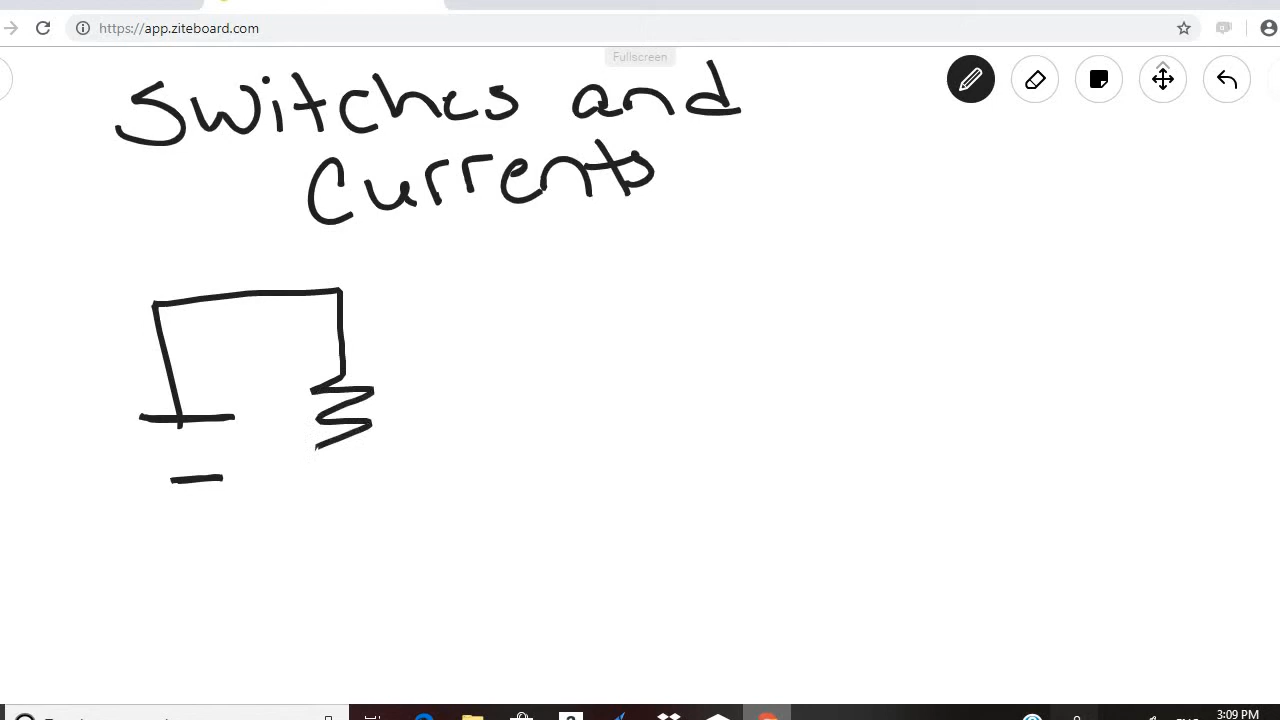 https://app.ziteboard.com
Fullscreen
Switches and
Currents
3:09 PM